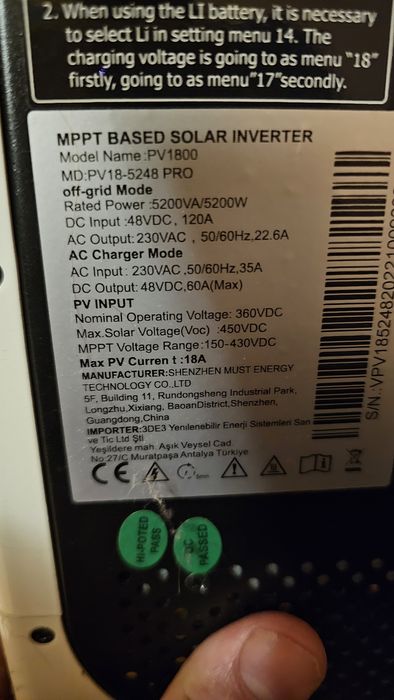 2. When using the LI battery, it is necessary
to select Li in setting menu 14. The
charging voltage is going to as menu "18"
firstly, going to as menu"17"secondly.
MPPT BASED SOLAR INVERTER
Model Name :PV1800
MD:PV18-5248 PRO
off-grid Mode
Rated Power :5200VA/5200W
DC Input :48VDC , 120A
AC Output: 230VAC , 50/60Hz, 22.6A
AC Charger Mode
AC Input : 230VAC ,50/60Hz,35A
DC Output: 48VDC,60A(Max)
PV INPUT
Nominal Operating Voltage: 360VDC
Max.Solar Voltage(Voc) :450VDC
MPPT Voltage Range:150-430VDC
Max PV Curren t :18A
MANUFACTURER:SHENZHEN MUST ENERGY
TECHNOLOGY CO.,LTD
5F, Building 11, Rundongsheng Industrial Park,
Longzhu,Xixiang, BaoanDistrict,Shenzhen,
Guangdong,China
IMPORTER:3DE3 Yenılenebilir Enerji Sistemleri San
ve Tic Ltd Şti
Yeşildere mah. Aşık Veysel Cad.
No:27/C Muratpaşa Antalya Türkiye
CE
5min
HI-POTED
PASS
QC
PASSED